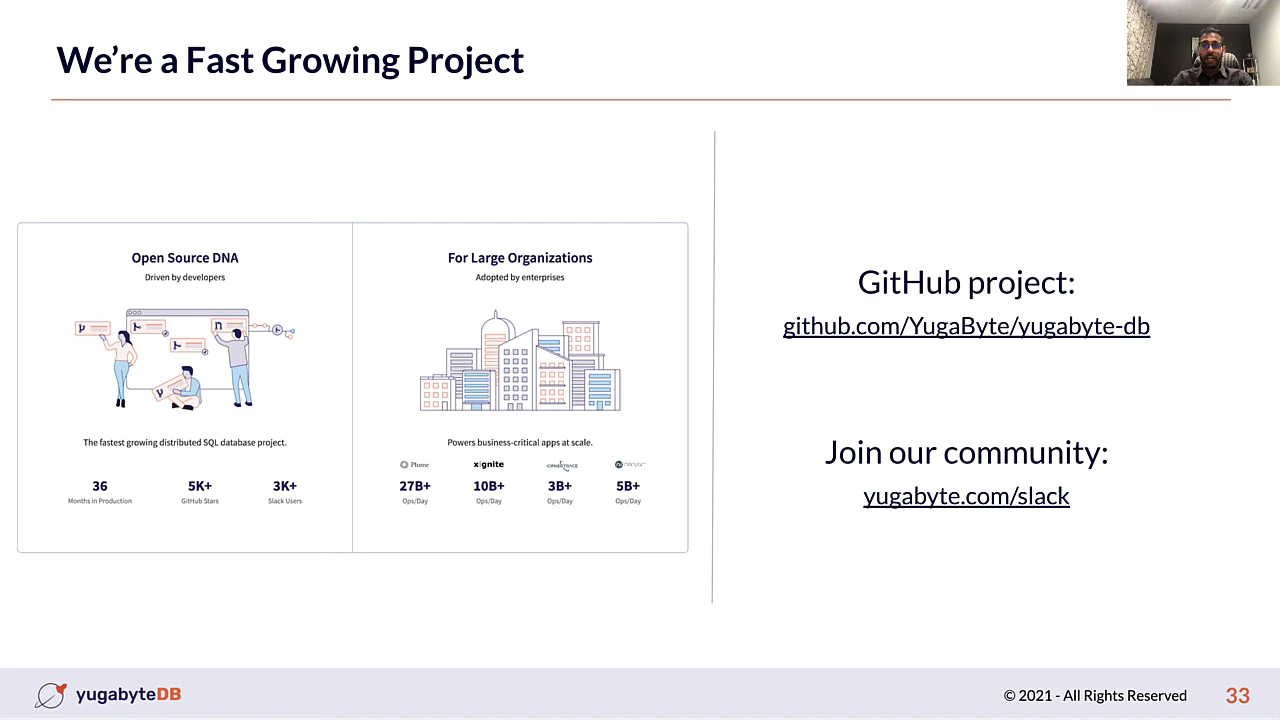 We're a Fast Growing Project
Open Source DNA
Driven by developers
The fastest growing distributed SQL database project.
36
Months in Production
5K+
GitHub Stars
3K+
Slack Users
For Large Organizations
Adopted by enterprises
Powers business-critical apps at scale.
Plume
27B+
Ops/Day
xignite
10B+
Ops/Day
CIPHERTRACE
3B+
Ops/Day
5B+
Ops/Day
GitHub project:
github.com/YugaByte/yugabyte-db
Join our community:
yugabyte.com/slack
yugabyteDB
© 2021 - All Rights Reserved
33